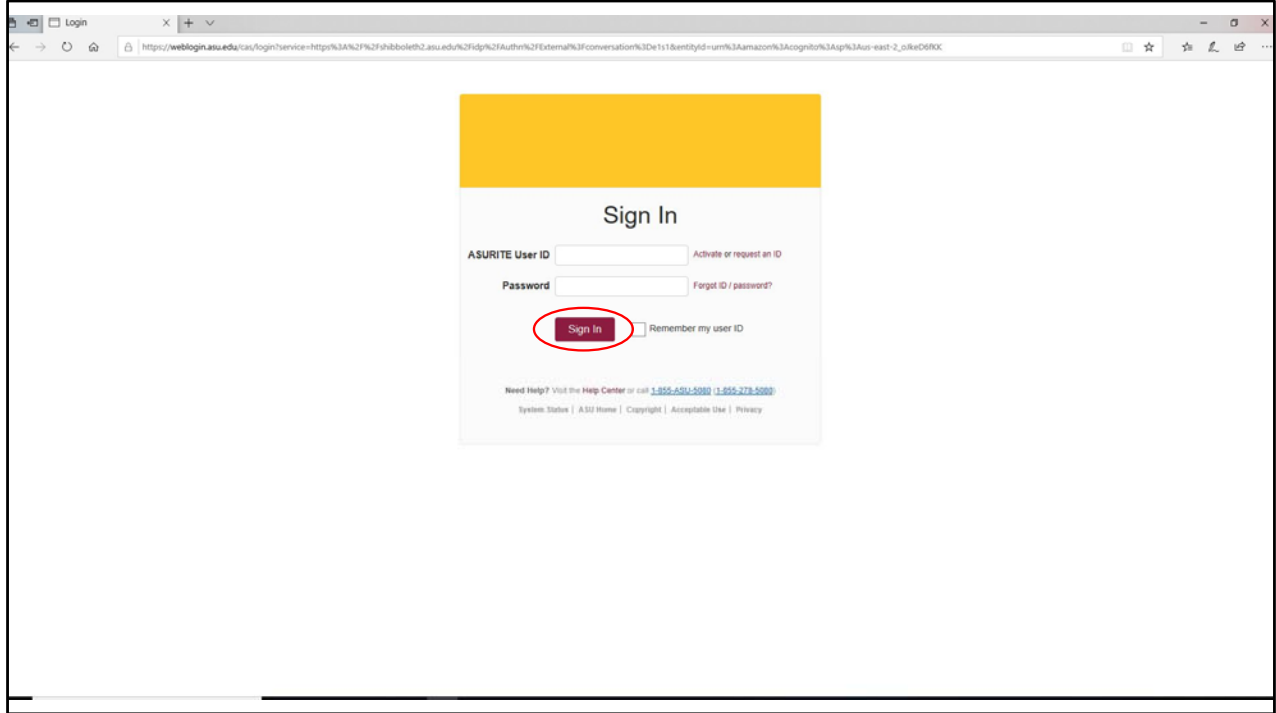 Login
https://weblogin.asu.edu/cas/login?service=https%3A%2F%2Fshibboleth2.asu.edu%2Fidp%2FAuthn%2FExternal%3Fconversation%3De1s1&entityId=urn%3Aamazon%3Acognito%3Asp%3Aus-east-2_oJkeD6fKK
Sign In
ASURITE User ID Activate or request an ID
Password Forgot ID / password?
Sign In Remember my user ID
Need Help? Visit the Help Center or call 1-855-ASU-5080 (1-855-278-5080)
System Status | ASU Home | Copyright | Acceptable Use | Privacy